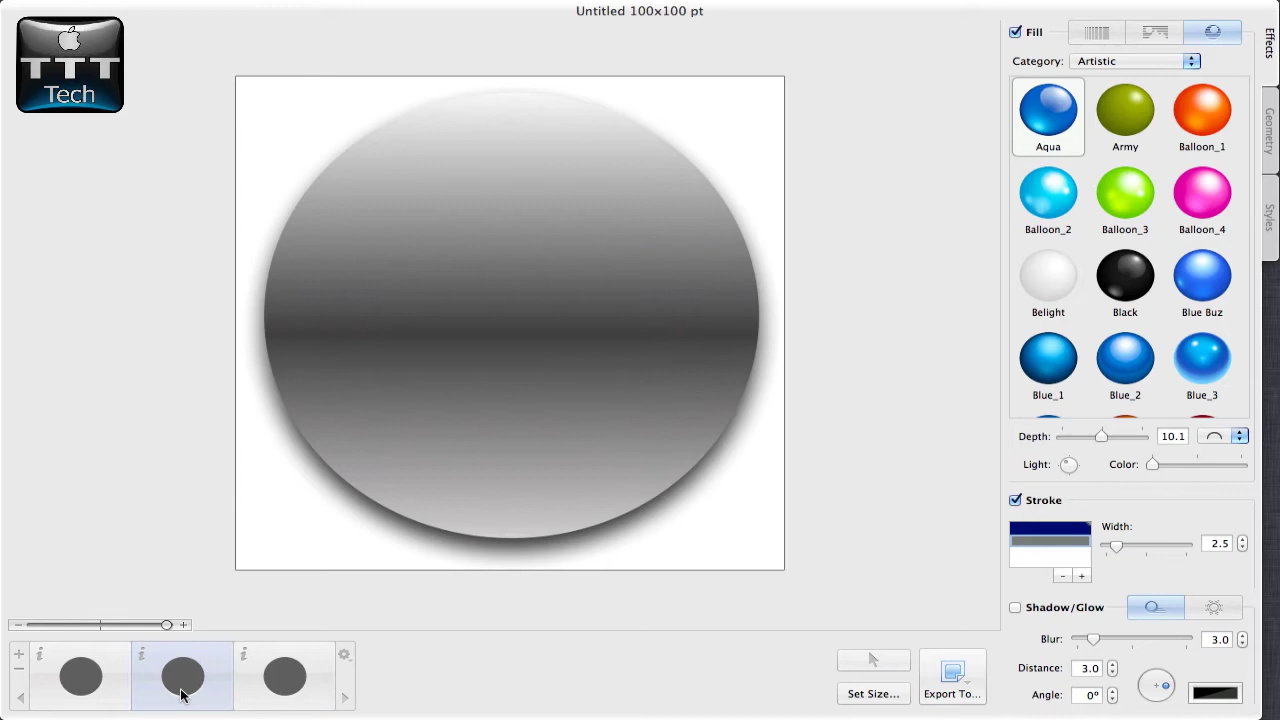 Untitled 100x100 pt
TTT
Tech
Fill
Category: Artistic
Aqua Army Balloon_1
Balloon_2 Balloon_3 Balloon_4
Belight Black Blue Buz
Blue_1 Blue_2 Blue_3
Depth: 10.1
Light: Color:
Stroke
Width:
2.5
- +
Shadow/Glow
Blur: 3.0
Distance: 3.0
Angle: 0°
Effects
Geometry
Styles
i i i
Set Size...
Export To...